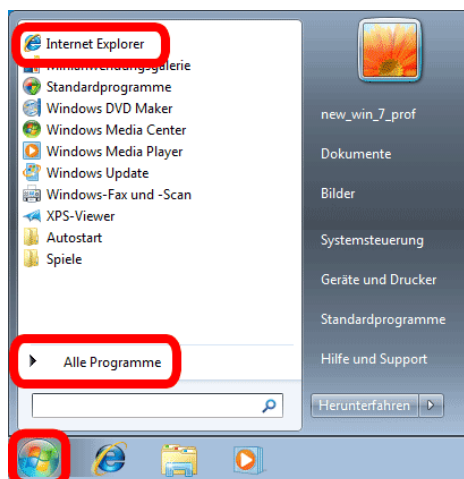 Internet Explorer
Minianwendungsgalerie
Standardprogramme
Windows DVD Maker
Windows Media Center
Windows Media Player
Windows Update
Windows-Fax und -Scan
XPS-Viewer
Autostart
Spiele
Alle Programme
new_win_7_prof
Dokumente
Bilder
Systemsteuerung
Geräte und Drucker
Standardprogramme
Hilfe und Support
Herunterfahren